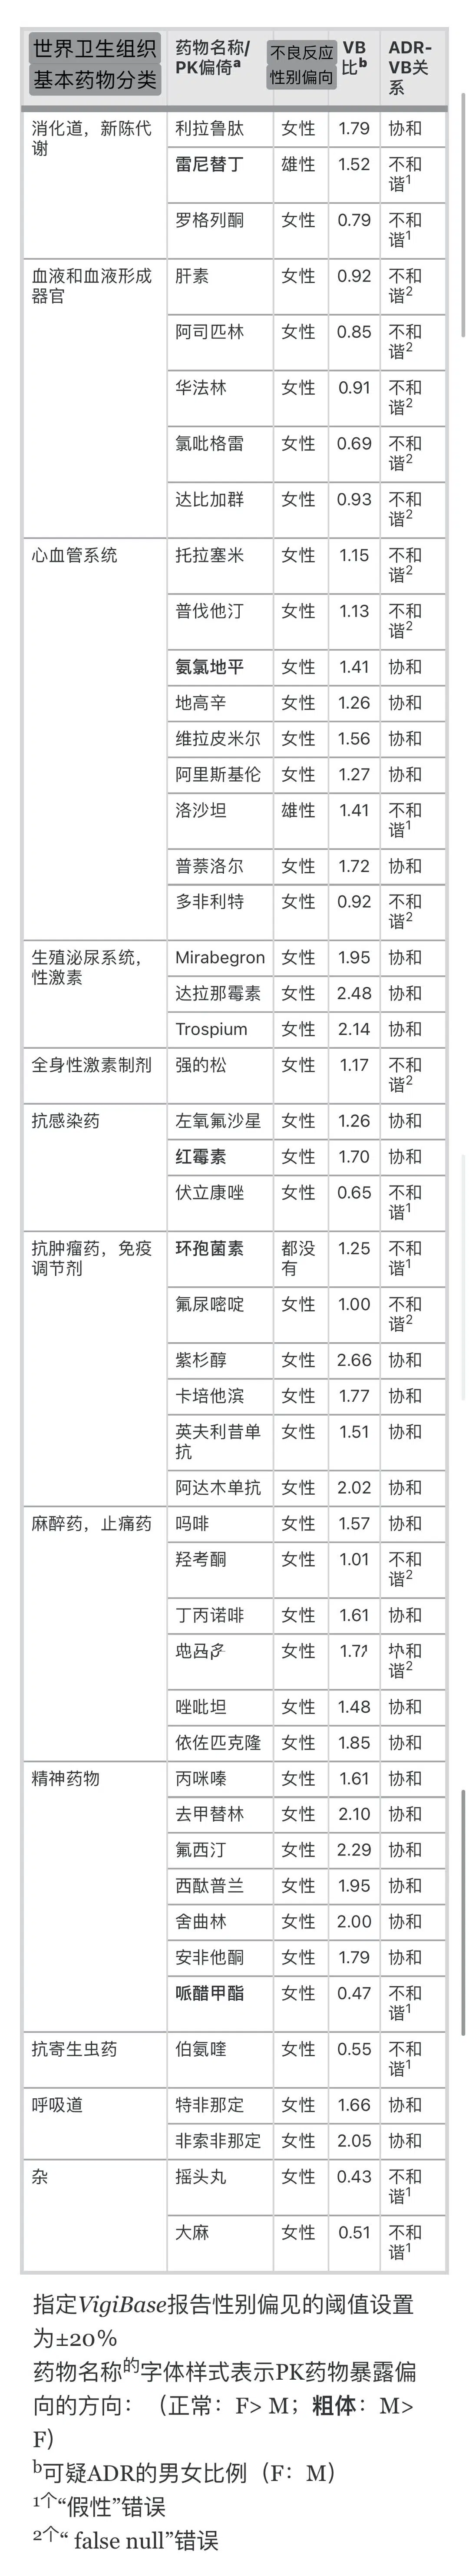 世界卫生组织 药物名称/ 不良反应 VB ADR-
基本药物分类 PK偏倚a 性别偏向 比b VB关
系
消化道，新陈代 利拉鲁肽 女性 1.79 协和
谢
雷尼替丁 雄性 1.52 不和
谐1
罗格列酮 女性 0.79 不和
谐1
血液和血液形成 肝素 女性 0.92 不和
器官 谐2
阿司匹林 女性 0.85 不和
谐2
华法林 女性 0.91 不和
谐2
氯吡格雷 女性 0.69 不和
谐2
达比加群 女性 0.93 不和
谐2
心血管系统 托拉塞米 女性 1.15 不和
谐2
普伐他汀 女性 1.13 不和
谐2
氨氯地平 女性 1.41 协和
地高辛 女性 1.26 协和
维拉皮米尔 女性 1.56 协和
阿里斯基伦 女性 1.27 协和
洛沙坦 雄性 1.41 不和
谐1
普萘洛尔 女性 1.72 协和
多非利特 女性 0.92 不和
谐2
生殖泌尿系统， Mirabegron 女性 1.95 协和
性激素
达拉那霉素 女性 2.48 协和
Trospium 女性 2.14 协和
全身性激素制剂 强的松 女性 1.17 不和
谐2
抗感染药 左氧氟沙星 女性 1.26 协和
红霉素 女性 1.70 协和
伏立康唑 女性 0.65 不和
谐1
抗肿瘤药，免疫 环孢菌素 都没 1.25 不和
调节剂 有 谐1
氟尿嘧啶 女性 1.00 不和
谐2
紫杉醇 女性 2.66 协和
卡培他滨 女性 1.77 协和
英夫利昔单 女性 1.51 协和
抗
阿达木单抗 女性 2.02 协和
麻醉药，止痛药 吗啡 女性 1.57 协和
羟考酮 女性 1.01 不和
谐2
丁丙诺啡 女性 1.61 协和
女性
谐2
唑吡坦 女性 1.48 协和
依佐匹克隆 女性 1.85 协和
精神药物 丙咪嗪 女性 1.61 协和
去甲替林 女性 2.10 协和
氟西汀 女性 2.29 协和
西酞普兰 女性 1.95 协和
舍曲林 女性 2.00 协和
安非他酮 女性 1.79 协和
哌醋甲酯 女性 0.47 不和
谐1
抗寄生虫药 伯氨喹 女性 0.55 不和
谐1
呼吸道 特非那定 女性 1.66 协和
非索非那定 女性 2.05 协和
杂 摇头丸 女性 0.43 不和
谐1
大麻 女性 0.51 不和
谐1
指定VigiBase报告性别偏见的阈值设置
为±20%
药物名称的字体样式表示PK药物暴露偏
向的方向：（正常：F> M；粗体：M>
F）
b可疑ADR的男女比例（F：M）
1个“假性”错误
2个“ false null”错误